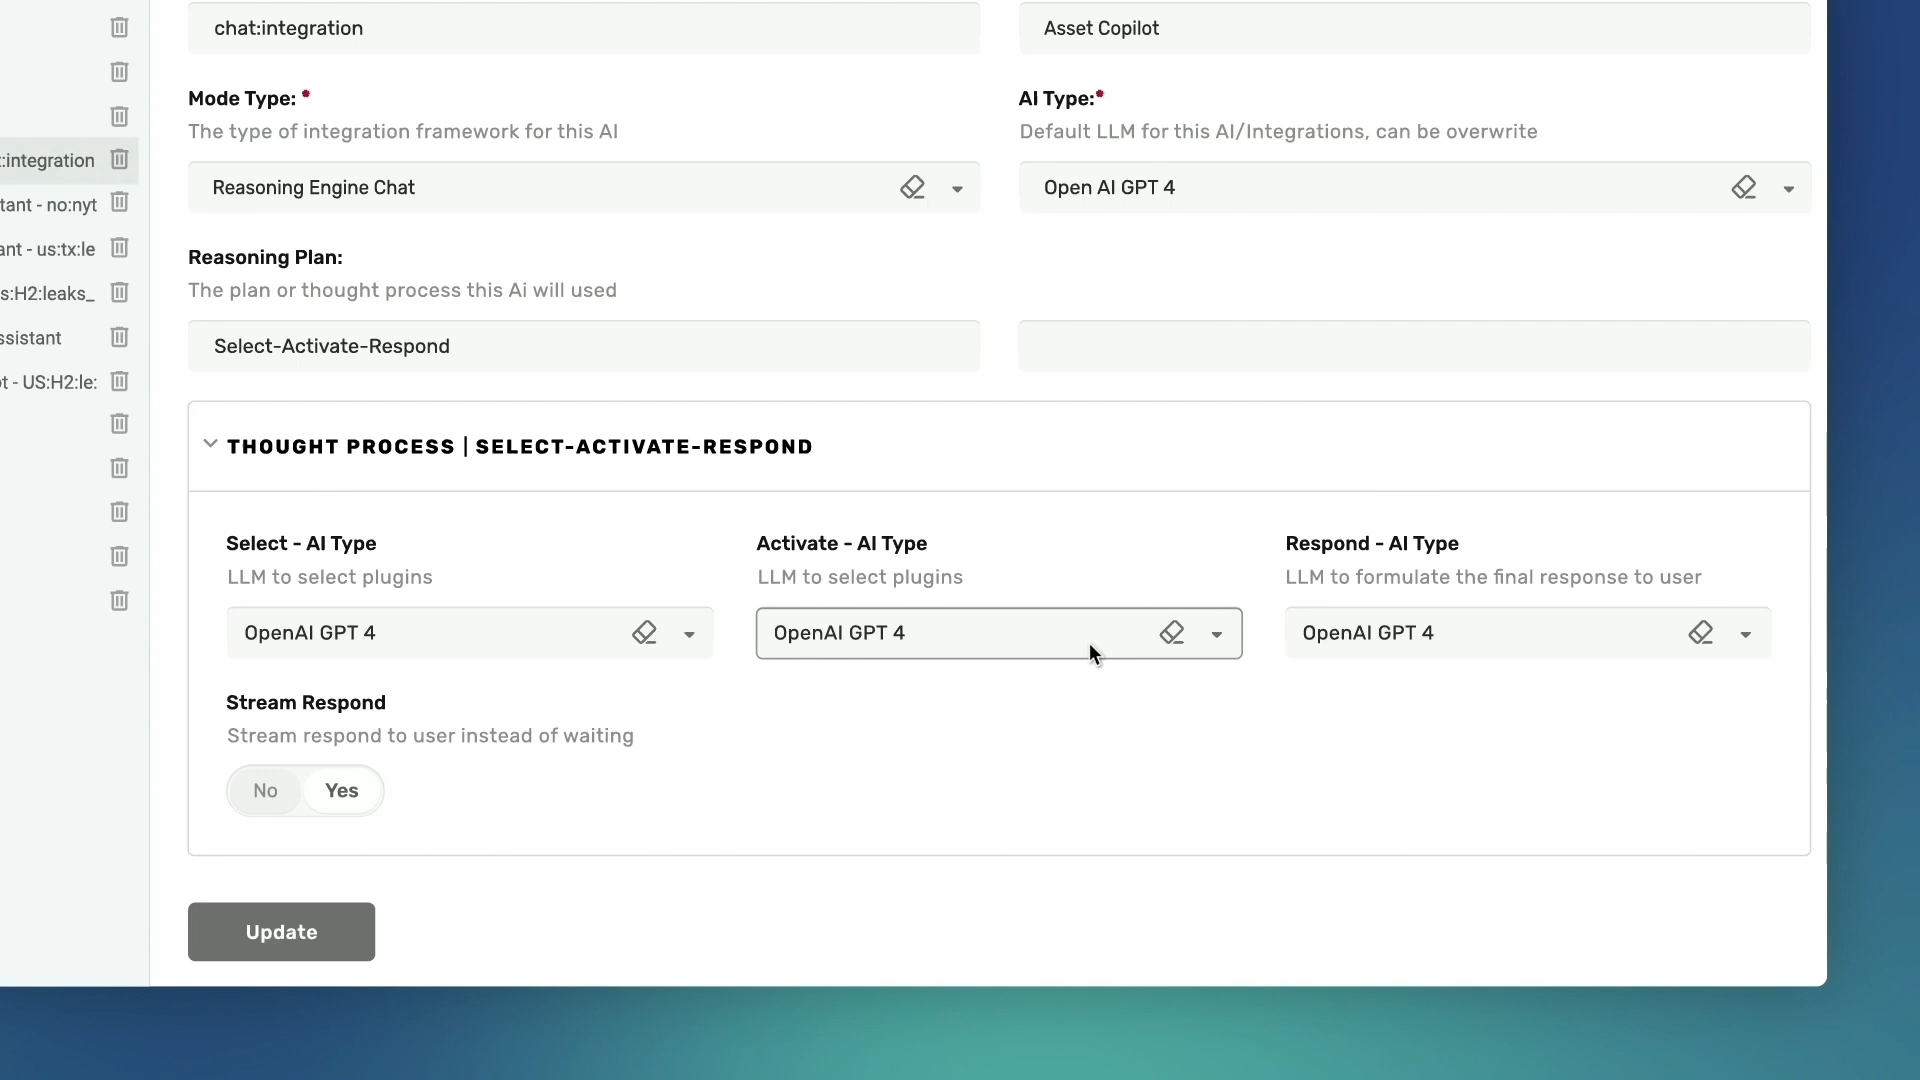 chat:integration
Asset Copilot
Mode Type: *
The type of integration framework for this AI
Reasoning Engine Chat
AI Type:*
Default LLM for this AI/Integrations, can be overwrite
Open AI GPT 4
Reasoning Plan:
The plan or thought process this Ai will used
Select-Activate-Respond
THOUGHT PROCESS | SELECT-ACTIVATE-RESPOND
Select - AI Type
LLM to select plugins
OpenAI GPT 4
Activate - AI Type
LLM to select plugins
OpenAI GPT 4
Respond - AI Type
LLM to formulate the final response to user
OpenAI GPT 4
Stream Respond
Stream respond to user instead of waiting
No Yes
Update
:integration
tant - no:nyt
ant - us:tx:le
s:H2:leaks_
ssistant
ot - US:H2:le: